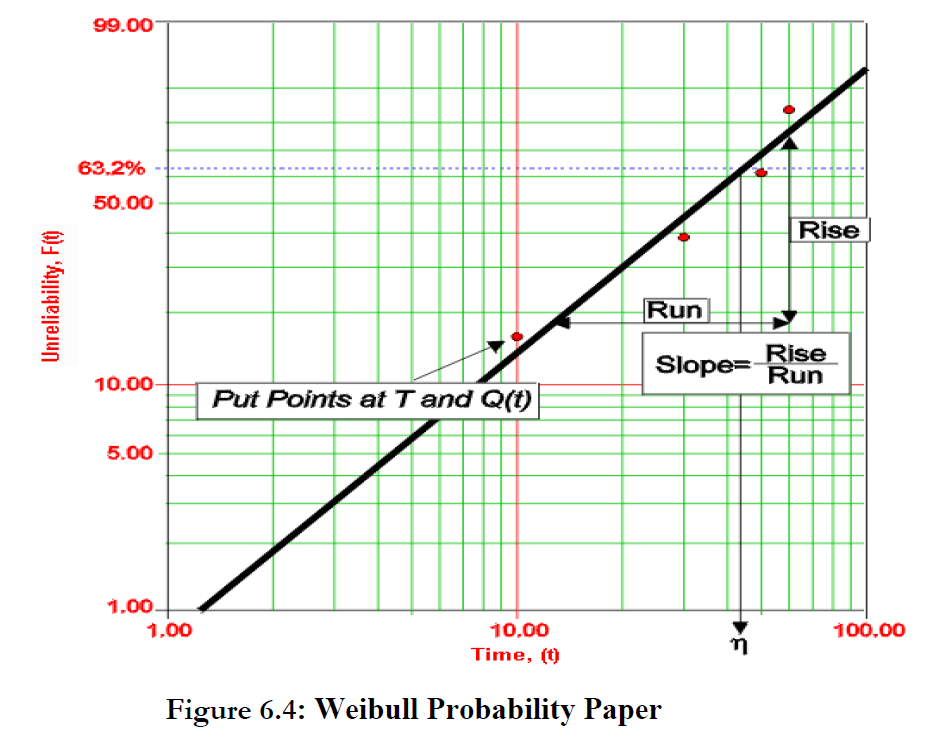 99.00
63.2%
50.00
Unreliability, F(t)
Rise
Run
Slope= Rise
Run
Put Points at T and Q(t)
10.00
5.00
1.00
1.00
10.00
100.00
η
Time, (t)
Figure 6.4: Weibull Probability Paper